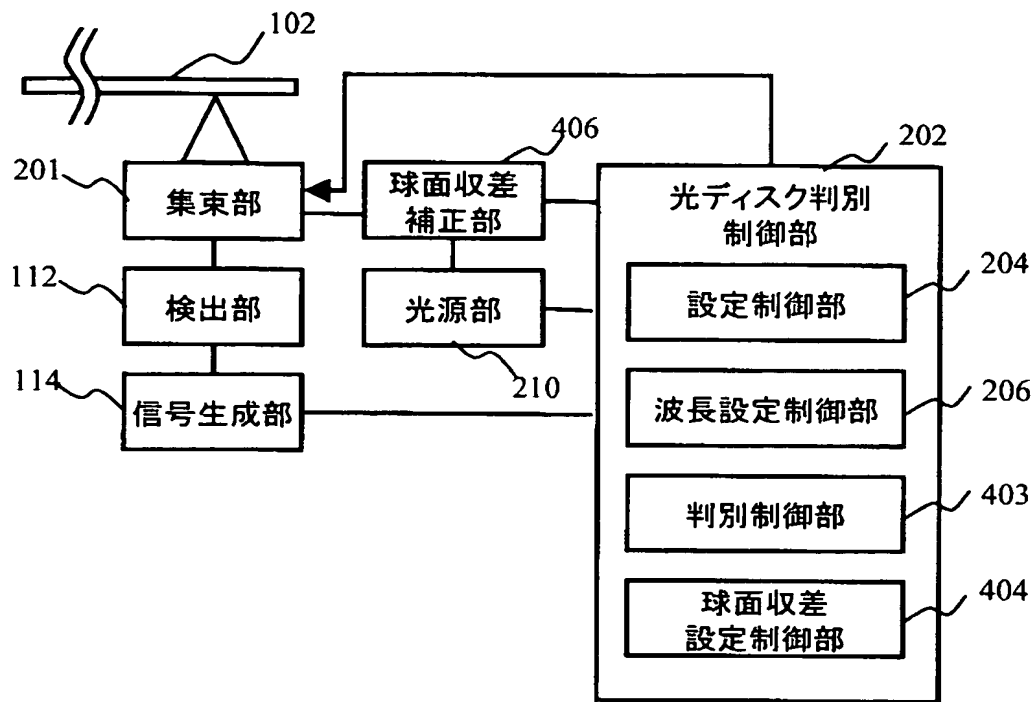 102
406
202
201
集束部
球面収差
補正部
光ディスク判別
制御部
204
設定制御部
112
検出部
光源部
210
114
信号生成部
206
波長設定制御部
403
判別制御部
404
球面収差
設定制御部